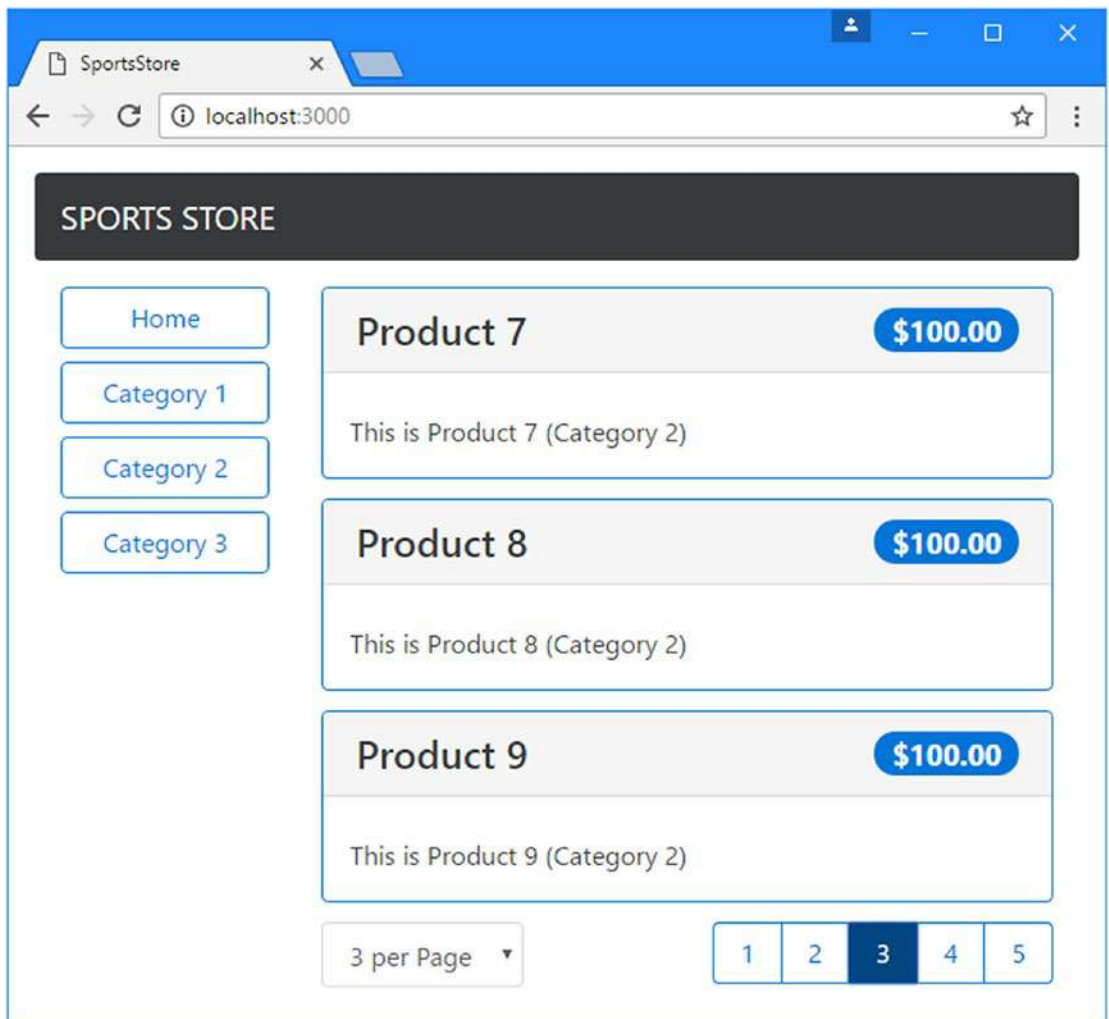 SportsStore
localhost:3000
SPORTS STORE
Home
Category 1
Category 2
Category 3
Product 7 $100.00
This is Product 7 (Category 2)
Product 8 $100.00
This is Product 8 (Category 2)
Product 9 $100.00
This is Product 9 (Category 2)
3 per Page 1 2 3 4 5